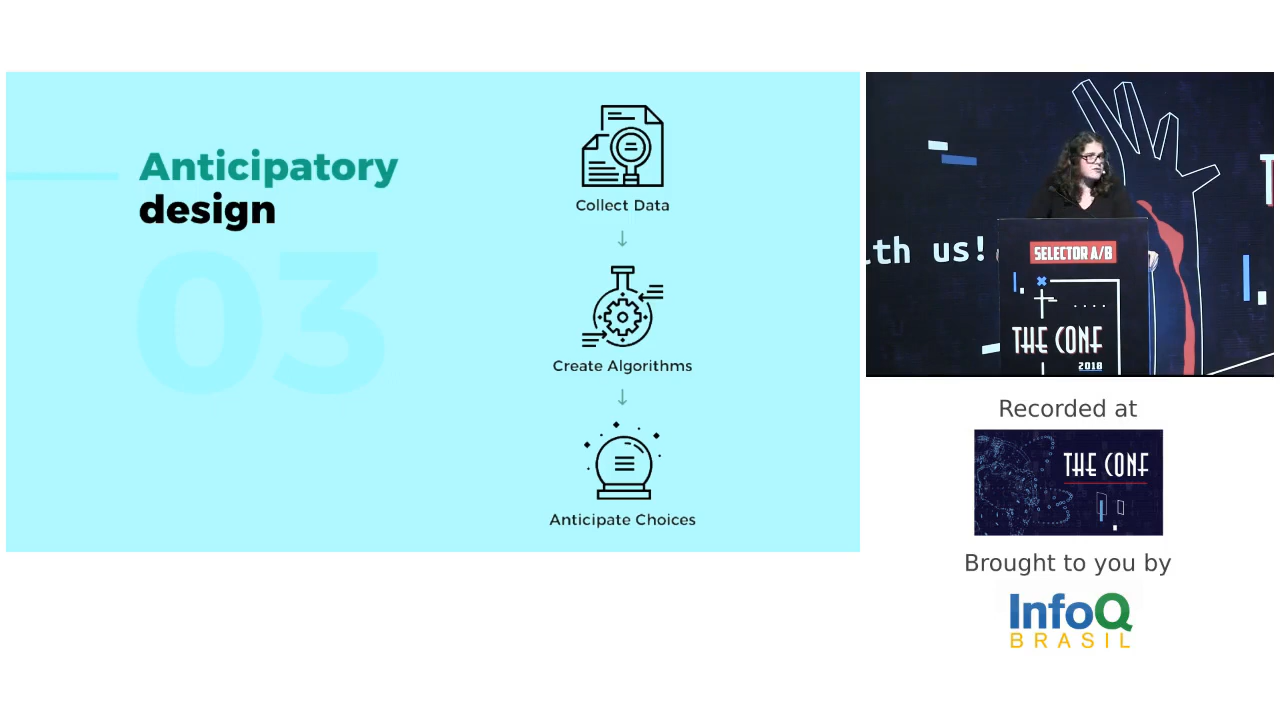 Anticipatory
design
03
Collect Data
↓
Create Algorithms
↓
Anticipate Choices
th us!
SELECTOR A/B
THE CONF
2018
T
Recorded at
THE CONF
Brought to you by
InfoQ
BRASIL